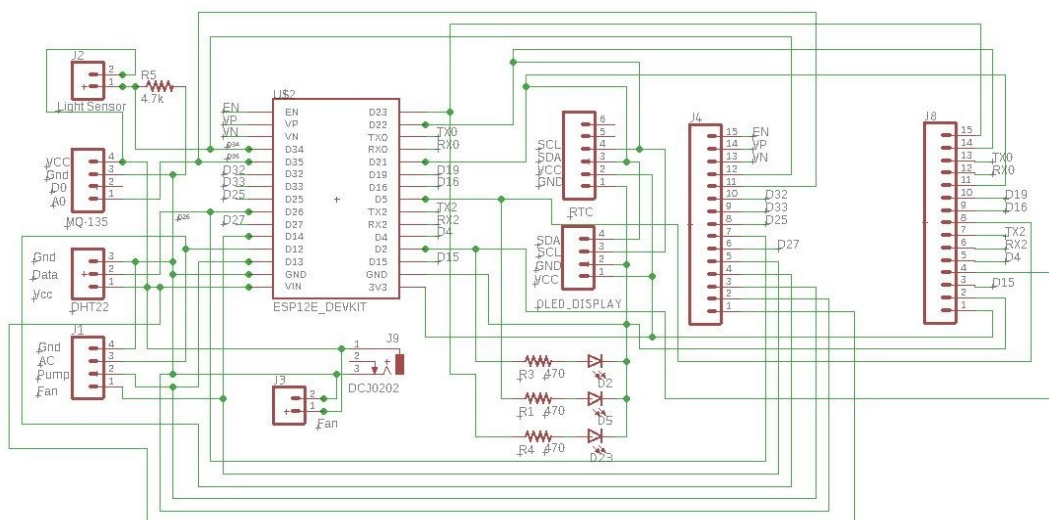 J2
2
1
Light Sensor
R5
4.7k
VCC
Gnd
D0
A0
4
3
2
1
MQ-135
Gnd
Data
Vcc
3
2
1
DHT22
J1
Gnd
AC
Pump
Fan
4
3
2
1
EN
VP
VN
D34
D35
D32
D33
D25
D26
D27
EN
VP
VN
D34
D35
D32
D33
D25
D26
D27
D14
D12
D13
GND
VIN
D23
D22
TX0
RX0
D21
D19
D16
D5
TX2
RX2
D4
D2
D15
GND
3V3
ESP12E_DEVKIT
TX0
RX0
D19
D16
TX2
RX2
D4
D15
J9
1
2
3
DCJ0202
J3
2
1
Fan
SCL
SDA
VCC
GND
6
5
4
3
2
1
RTC
SDA
SCL
GND
VCC
4
3
2
1
OLED_DISPLAY
R3
470
D2
R1
470
D5
R4
470
D23
J4
15
14
13
12
11
10
9
8
7
6
5
4
3
2
1
EN
VP
VN
D32
D33
D25
D27
J8
15
14
13
12
11
10
9
8
7
6
5
4
3
2
1
TX0
RX0
D19
D16
TX2
RX2
D4
D15